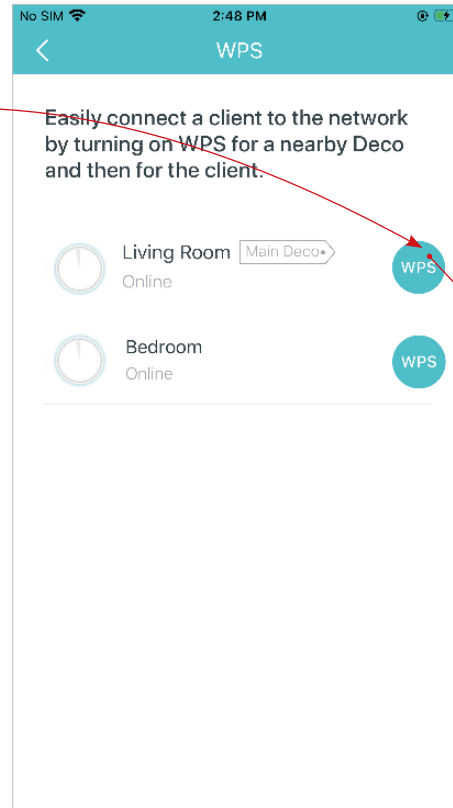 No SIM 2:48 PM
WPS
Easily connect a client to the network
by turning on WPS for a nearby Deco
and then for the client.
Living Room Main Deco
WPS
Online
Bedroom
WPS
Online